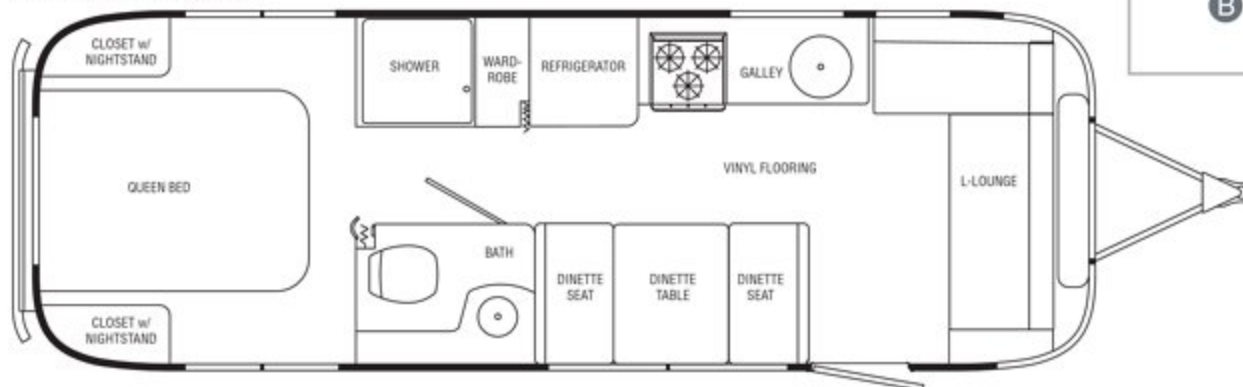 B
CLOSET w/
NIGHTSTAND
SHOWER
WARD-
ROBE
REFRIGERATOR
GALLEY
QUEEN BED
VINYL FLOORING
L-LOUNGE
BATH
DINETTE
SEAT
DINETTE
TABLE
DINETTE
SEAT
CLOSET w/
NIGHTSTAND